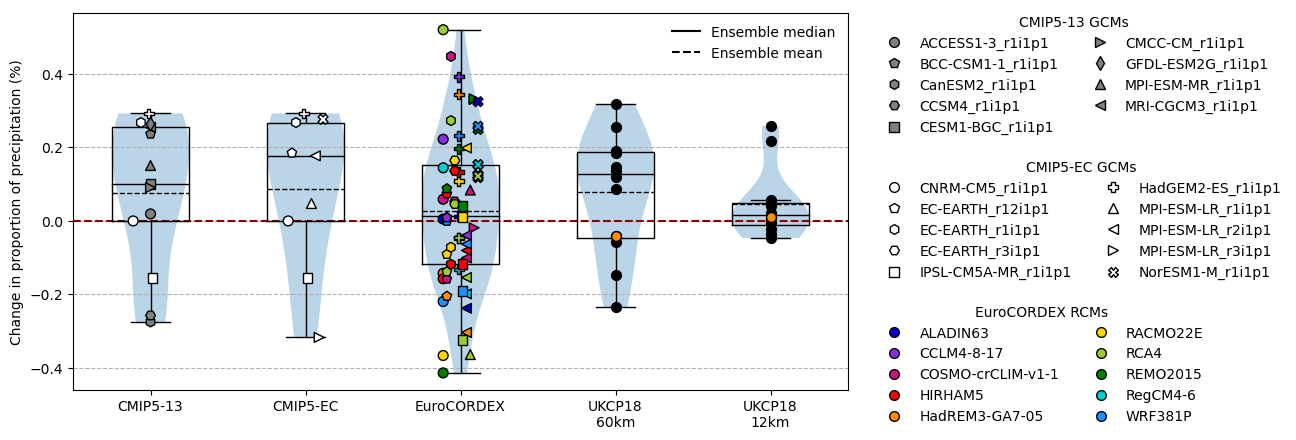 Change in proportion of precipitation (%)
0.4
0.2
0.0
−0.2
−0.4
Ensemble median
Ensemble mean
CMIP5-13
CMIP5-EC
EuroCORDEX
UKCP18
60km
UKCP18
12km
CMIP5-13 GCMs
ACCESS1-3_r1i1p1
BCC-CSM1-1_r1i1p1
CanESM2_r1i1p1
CCSM4_r1i1p1
CESM1-BGC_r1i1p1
CMCC-CM_r1i1p1
GFDL-ESM2G_r1i1p1
MPI-ESM-MR_r1i1p1
MRI-CGCM3_r1i1p1
CMIP5-EC GCMs
CNRM-CM5_r1i1p1
EC-EARTH_r12i1p1
EC-EARTH_r1i1p1
EC-EARTH_r3i1p1
IPSL-CM5A-MR_r1i1p1
HadGEM2-ES_r1i1p1
MPI-ESM-LR_r1i1p1
MPI-ESM-LR_r2i1p1
MPI-ESM-LR_r3i1p1
NorESM1-M_r1i1p1
EuroCORDEX RCMs
ALADIN63
CCLM4-8-17
COSMO-crCLIM-v1-1
HIRHAM5
HadREM3-GA7-05
RACMO22E
RCA4
REMO2015
RegCM4-6
WRF381P